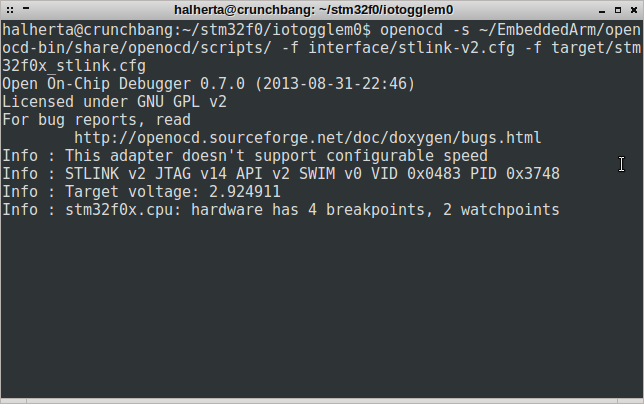 halherta@crunchbang: ~/stm32f0/iotogglem0
halherta@crunchbang:~/stm32f0/iotogglem0$ openocd -s ~/EmbeddedArm/open
ocd-bin/share/openocd/scripts/ -f interface/stlink-v2.cfg -f target/stm
32f0x_stlink.cfg
Open On-Chip Debugger 0.7.0 (2013-08-31-22:46)
Licensed under GNU GPL v2
For bug reports, read
        http://openocd.sourceforge.net/doc/doxygen/bugs.html
Info : This adapter doesn't support configurable speed
Info : STLINK v2 JTAG v14 API v2 SWIM v0 VID 0x0483 PID 0x3748
Info : Target voltage: 2.924911
Info : stm32f0x.cpu: hardware has 4 breakpoints, 2 watchpoints